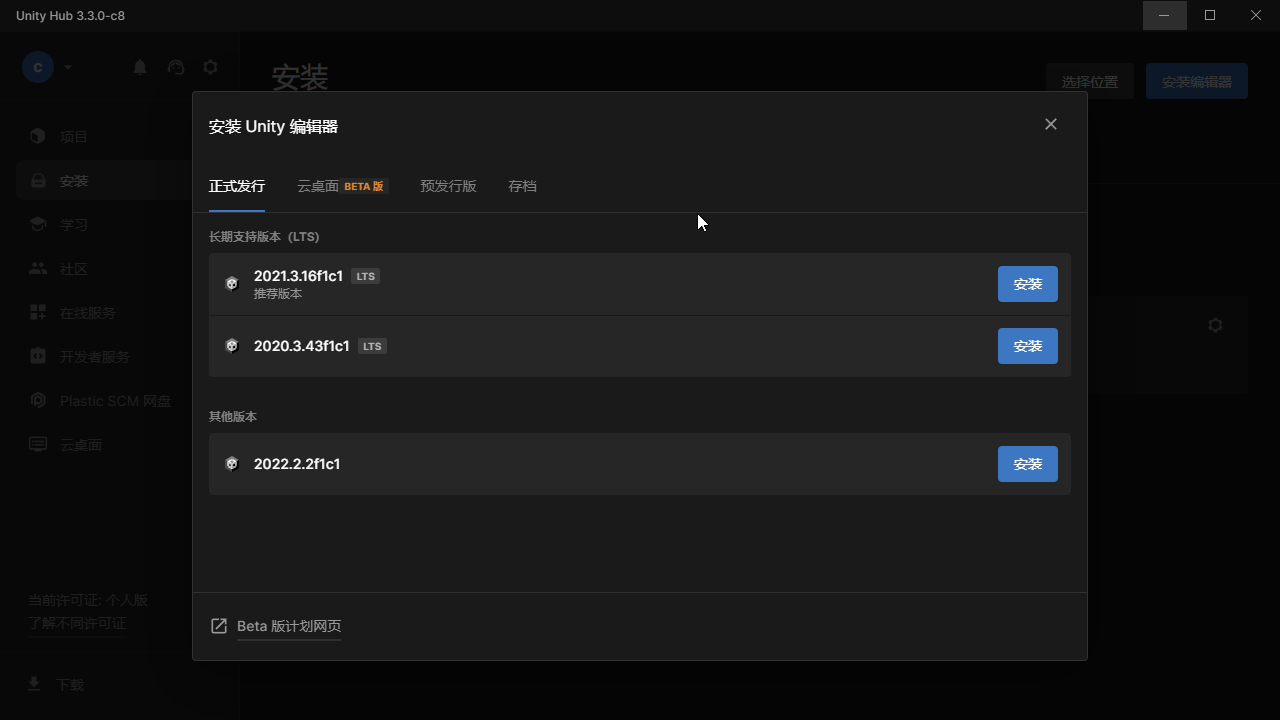 Unity Hub 3.3.0-c8
C
安装
选择位置
安装编辑器
项目
安装
学习
社区
在线服务
开发者服务
Plastic SCM 网盘
云桌面
当前许可证: 个人版
了解不同许可证
下载
安装 Unity 编辑器
正式发行
云桌面 BETA 版
预发行版
存档
长期支持版本 (LTS)
2021.3.16f1c1 LTS
推荐版本
安装
2020.3.43f1c1 LTS
安装
其他版本
2022.2.2f1c1
安装
Beta 版计划网页